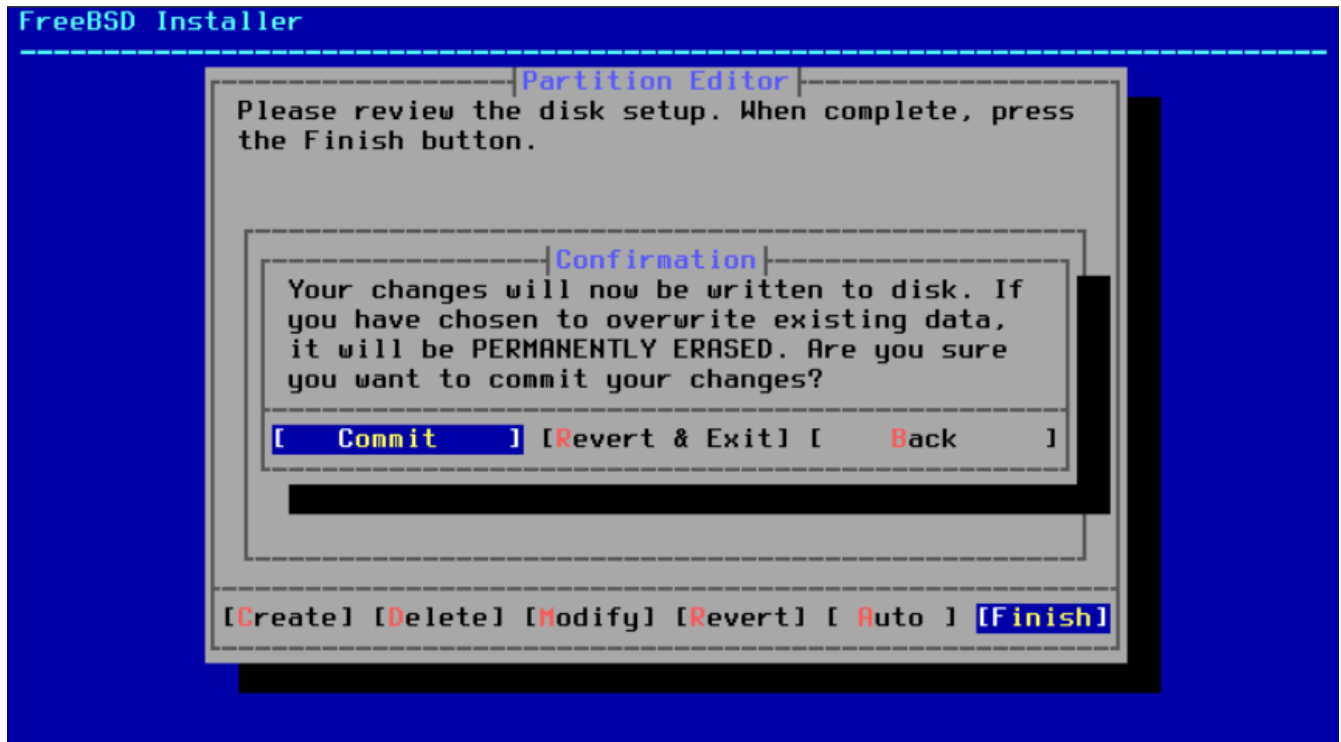 FreeBSD Installer
Partition Editor
Please review the disk setup. When complete, press
the Finish button.
Confirmation
Your changes will now be written to disk. If
you have chosen to overwrite existing data,
it will be PERMANENTLY ERASED. Are you sure
you want to commit your changes?
[ Commit ] [Revert & Exit] [ Back ]
[Create] [Delete] [Modify] [Revert] [ Auto ] [Finish]